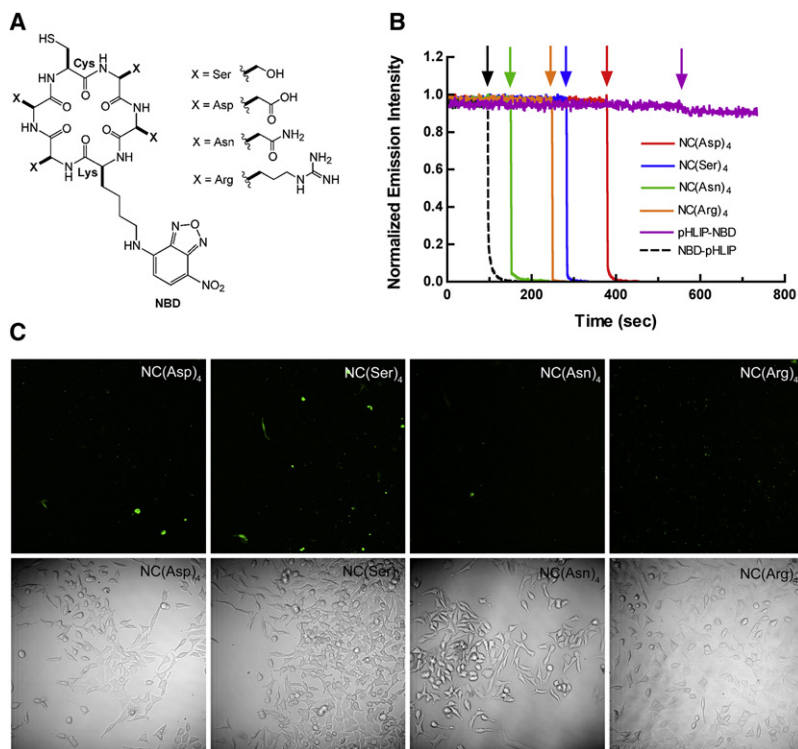 A
HS
Cys
H
N
X
HN
O
O
NH
X
O
O
X
NH
HN
X
O
O
N
H
Lys
HN
N
O
N
NO₂
NBD
X = Ser
OH
X = Asp
OH
O
X = Asn
NH₂
O
X = Arg
N
H
NH₂
NH
B
Normalized Emission Intensity
1.2
1.0
0.8
0.6
0.4
0.2
0.0
0
200
400
600
800
Time (sec)
NC(Asp)₄
NC(Ser)₄
NC(Asn)₄
NC(Arg)₄
pHLIP-NBD
NBD-pHLIP
C
NC(Asp)₄
NC(Ser)₄
NC(Asn)₄
NC(Arg)₄
NC(Asp)₄
NC(Ser)
NC(Asn)₄
NC(Arg)₄